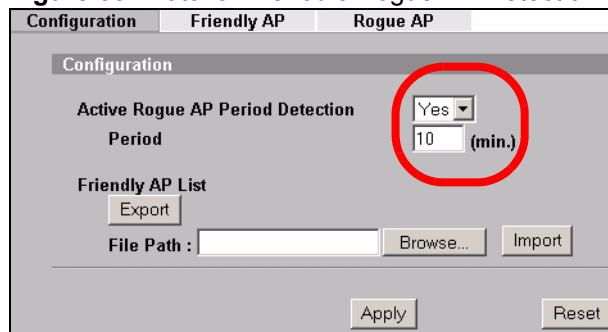 Configuration Friendly AP Rogue AP
Configuration
Active Rogue AP Period Detection Yes
Period 10 (min.)
Friendly AP List
Export
File Path : Browse... Import
Apply Reset